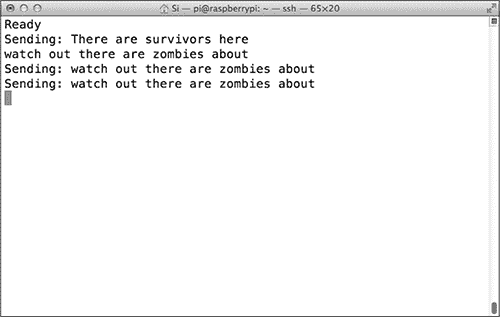 Si — pi@raspberrypi: ~ — ssh — 65×20
Ready
Sending: There are survivors here
watch out there are zombies about
Sending: watch out there are zombies about
Sending: watch out there are zombies about